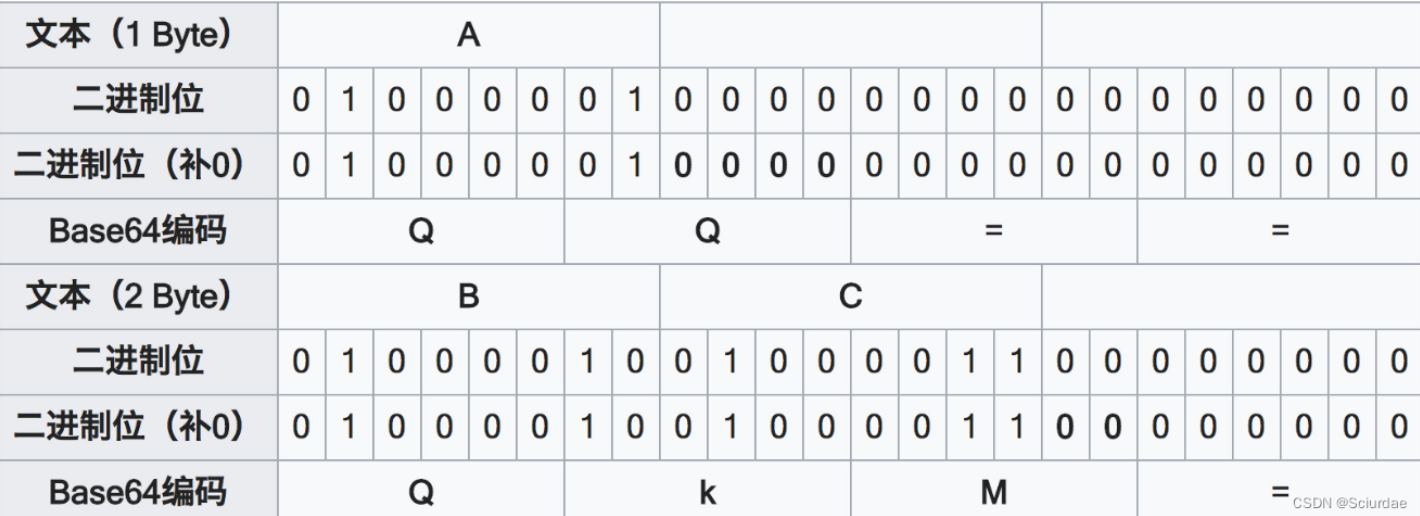 文本（1 Byte） A
二进制位 0 1 0 0 0 0 0 1 0 0 0 0 0 0 0 0 0 0 0 0 0 0 0 0
二进制位（补0） 0 1 0 0 0 0 0 1 0 0 0 0 0 0 0 0 0 0 0 0 0 0 0 0
Base64编码 Q Q = =
文本（2 Byte） B C
二进制位 0 1 0 0 0 0 1 0 0 1 0 0 0 0 1 1 0 0 0 0 0 0 0 0
二进制位（补0） 0 1 0 0 0 0 1 0 0 1 0 0 0 0 1 1 0 0 0 0 0 0 0 0
Base64编码 Q k M =
CSDN @Sciurdae